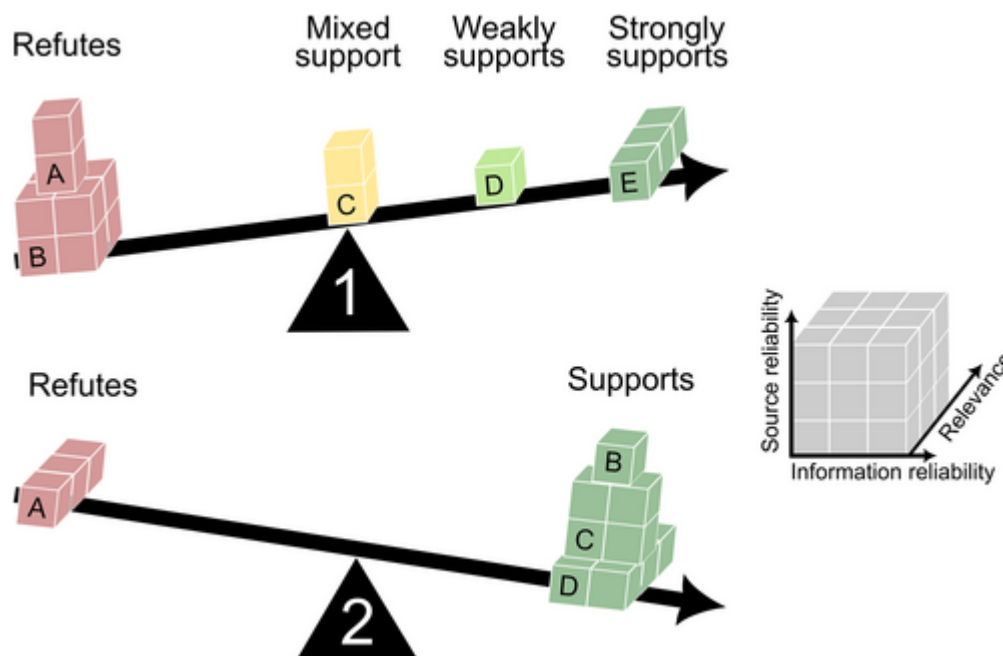 Refutes
Mixed
support
Weakly
supports
Strongly
supports
A
B
C
D
E
1
Refutes
Supports
A
B
C
D
2
Source reliability
Relevance
Information reliability